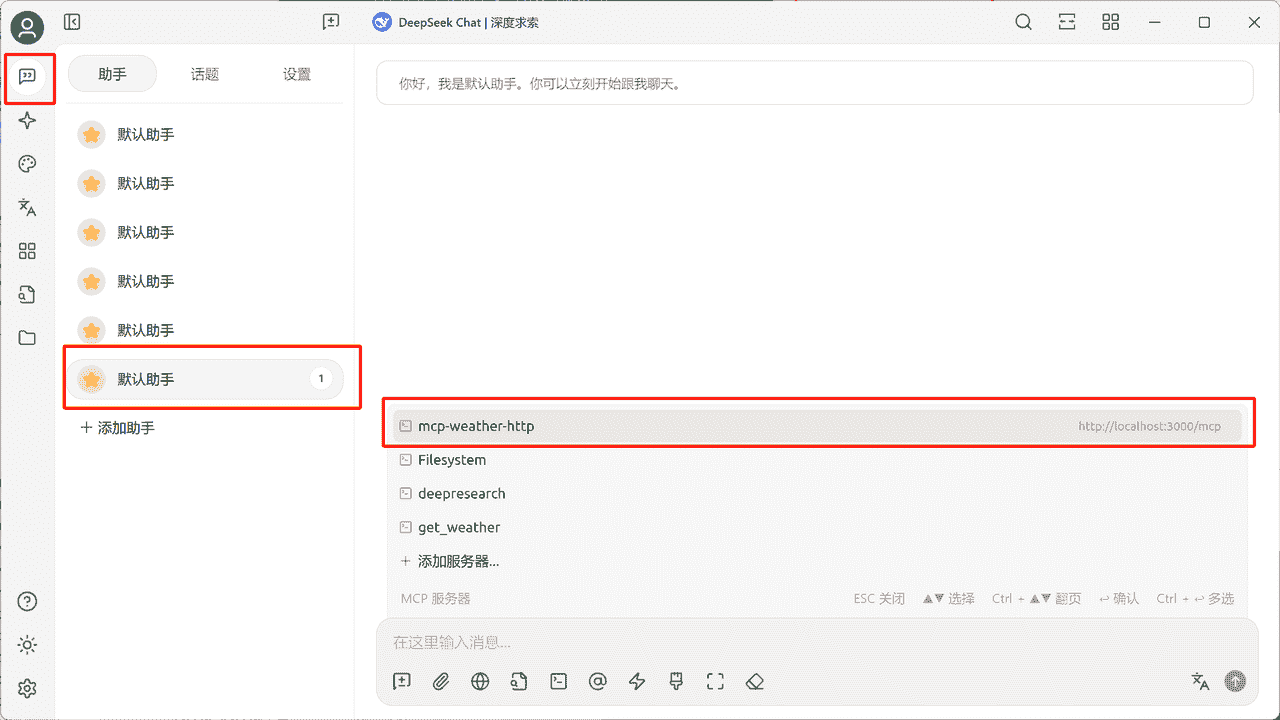 DeepSeek Chat | 深度求索
助手 话题 设置
你好，我是默认助手。你可以立刻开始跟我聊天。
默认助手
默认助手
默认助手
默认助手
默认助手
默认助手 1
+ 添加助手
mcp-weather-http http://localhost:3000/mcp
Filesystem
deepresearch
get_weather
+ 添加服务器...
MCP 服务器 ESC 关闭 ▲▼ 选择 Ctrl + ▲▼ 翻页 ↩ 确认 Ctrl + ↩ 多选
在这里输入消息...